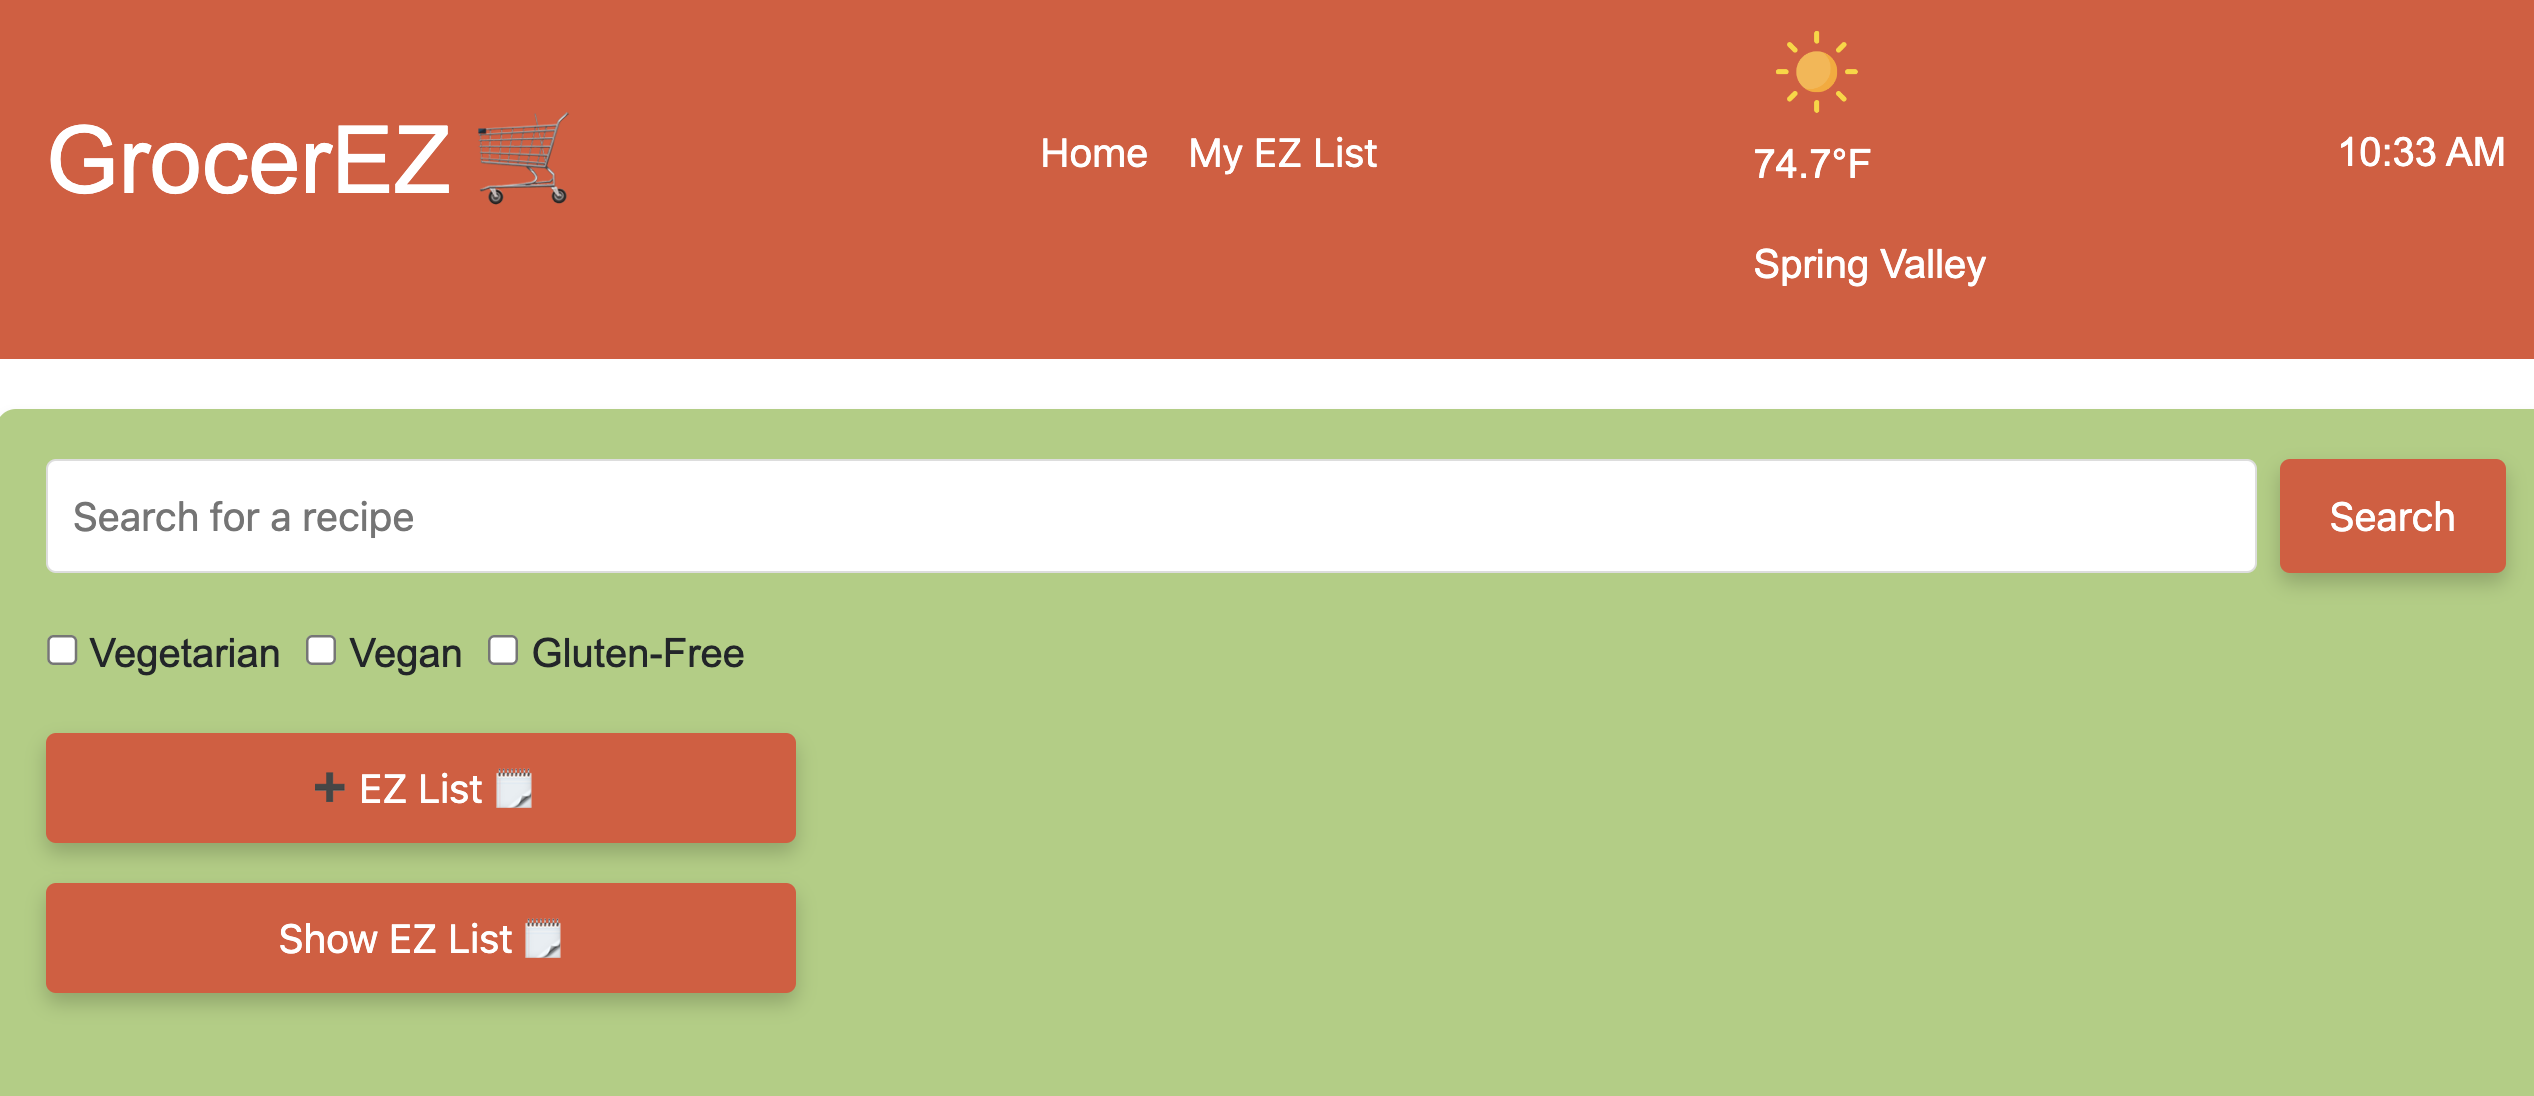 GrocerEZ
Home
My EZ List
74.7°F
Spring Valley
10:33 AM
Search for a recipe
Search
Vegetarian
Vegan
Gluten-Free
➕ EZ List 🗒️
Show EZ List 🗒️